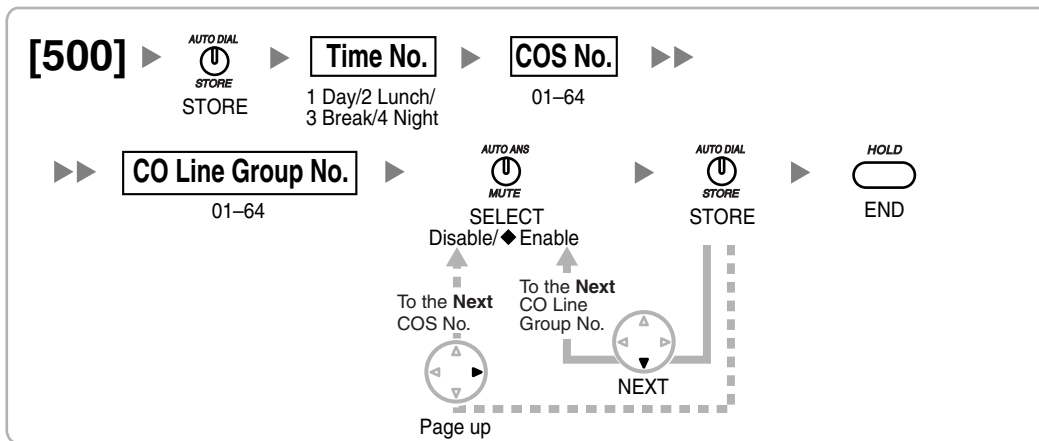 [500]
AUTO DIAL
STORE
STORE
Time No.
1 Day/2 Lunch/
3 Break/4 Night
COS No.
01–64
CO Line Group No.
01–64
AUTO ANS
MUTE
SELECT
Disable/◆Enable
AUTO DIAL
STORE
STORE
HOLD
END
To the Next
COS No.
To the Next
CO Line
Group No.
NEXT
Page up